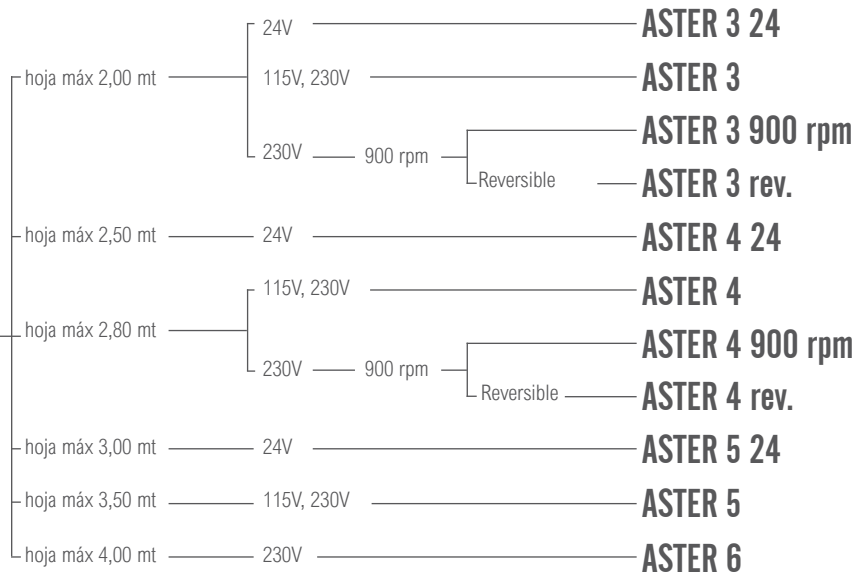 24V ASTER 3 24
hoja máx 2,00 mt 115V, 230V ASTER 3
ASTER 3 900 rpm
230V 900 rpm
Reversible ASTER 3 rev.
hoja máx 2,50 mt 24V ASTER 4 24
115V, 230V ASTER 4
hoja máx 2,80 mt
ASTER 4 900 rpm
230V 900 rpm
Reversible ASTER 4 rev.
hoja máx 3,00 mt 24V ASTER 5 24
hoja máx 3,50 mt 115V, 230V ASTER 5
hoja máx 4,00 mt 230V ASTER 6